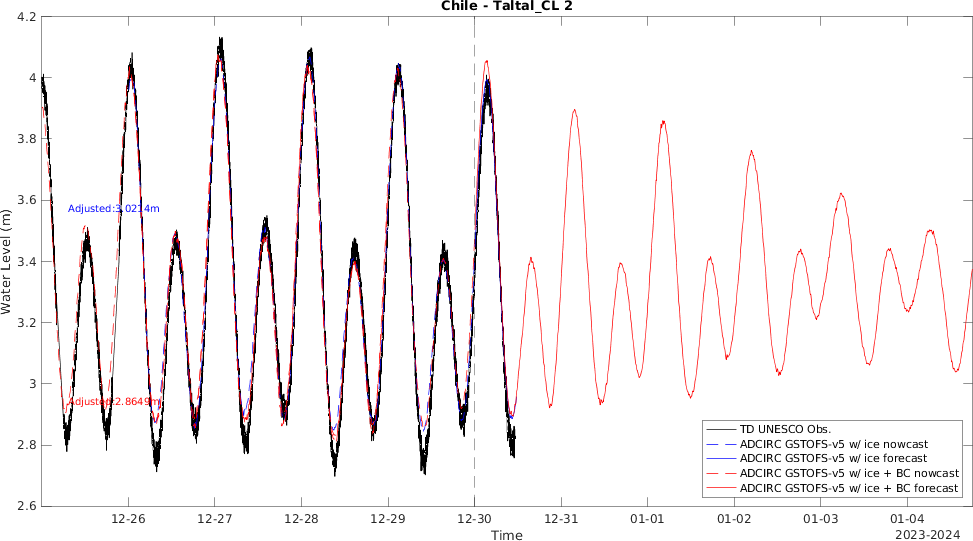 Chile - Taltal_CL 2
4.2
4
3.8
3.6
3.4
3.2
3
2.8
2.6
Water Level (m)
Adjusted:3.0214m
Adjusted:2.8649m
TD UNESCO Obs.
ADCIRC GSTOFS-v5 w/ ice nowcast
ADCIRC GSTOFS-v5 w/ ice forecast
ADCIRC GSTOFS-v5 w/ ice + BC nowcast
ADCIRC GSTOFS-v5 w/ ice + BC forecast
12-26 12-27 12-28 12-29 12-30 12-31 01-01 01-02 01-03 01-04
Time
2023-2024